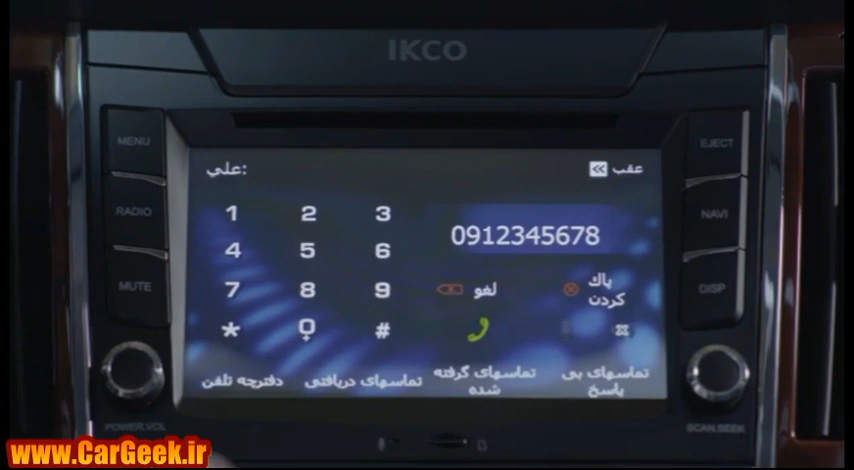 IKCO
MENU
EJECT
علي:
عقب
RADIO
NAVI
1 2 3
0912345678
4 5 6
MUTE
DISP
7 8 9
لغو
پاك
كردن
* 0 #
دفترچه تلفن
تماسهای دریافتی
تماسهای گرفته
شده
تماسهای بی
پاسخ
POWER.VOL
SCAN.SEEK
www.CarGeek.ir